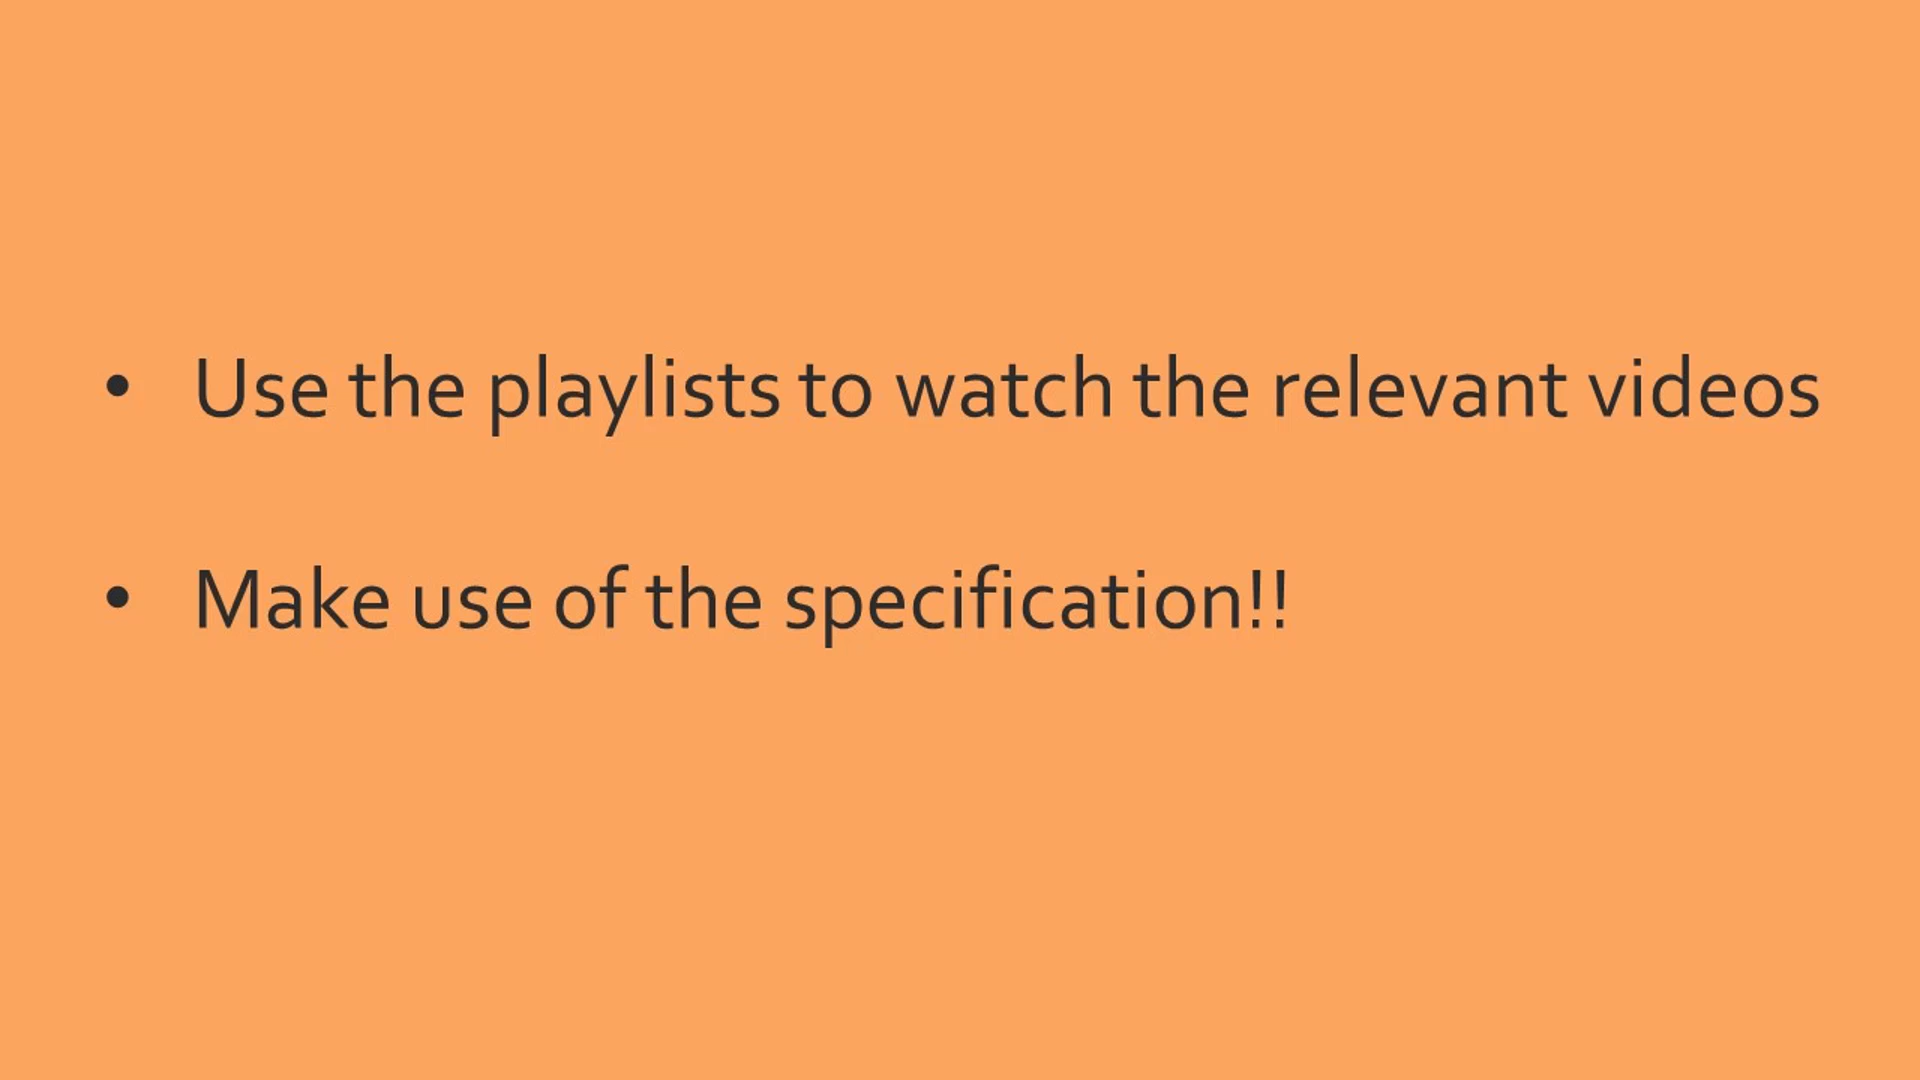 • Use the playlists to watch the relevant videos
• Make use of the specification!!